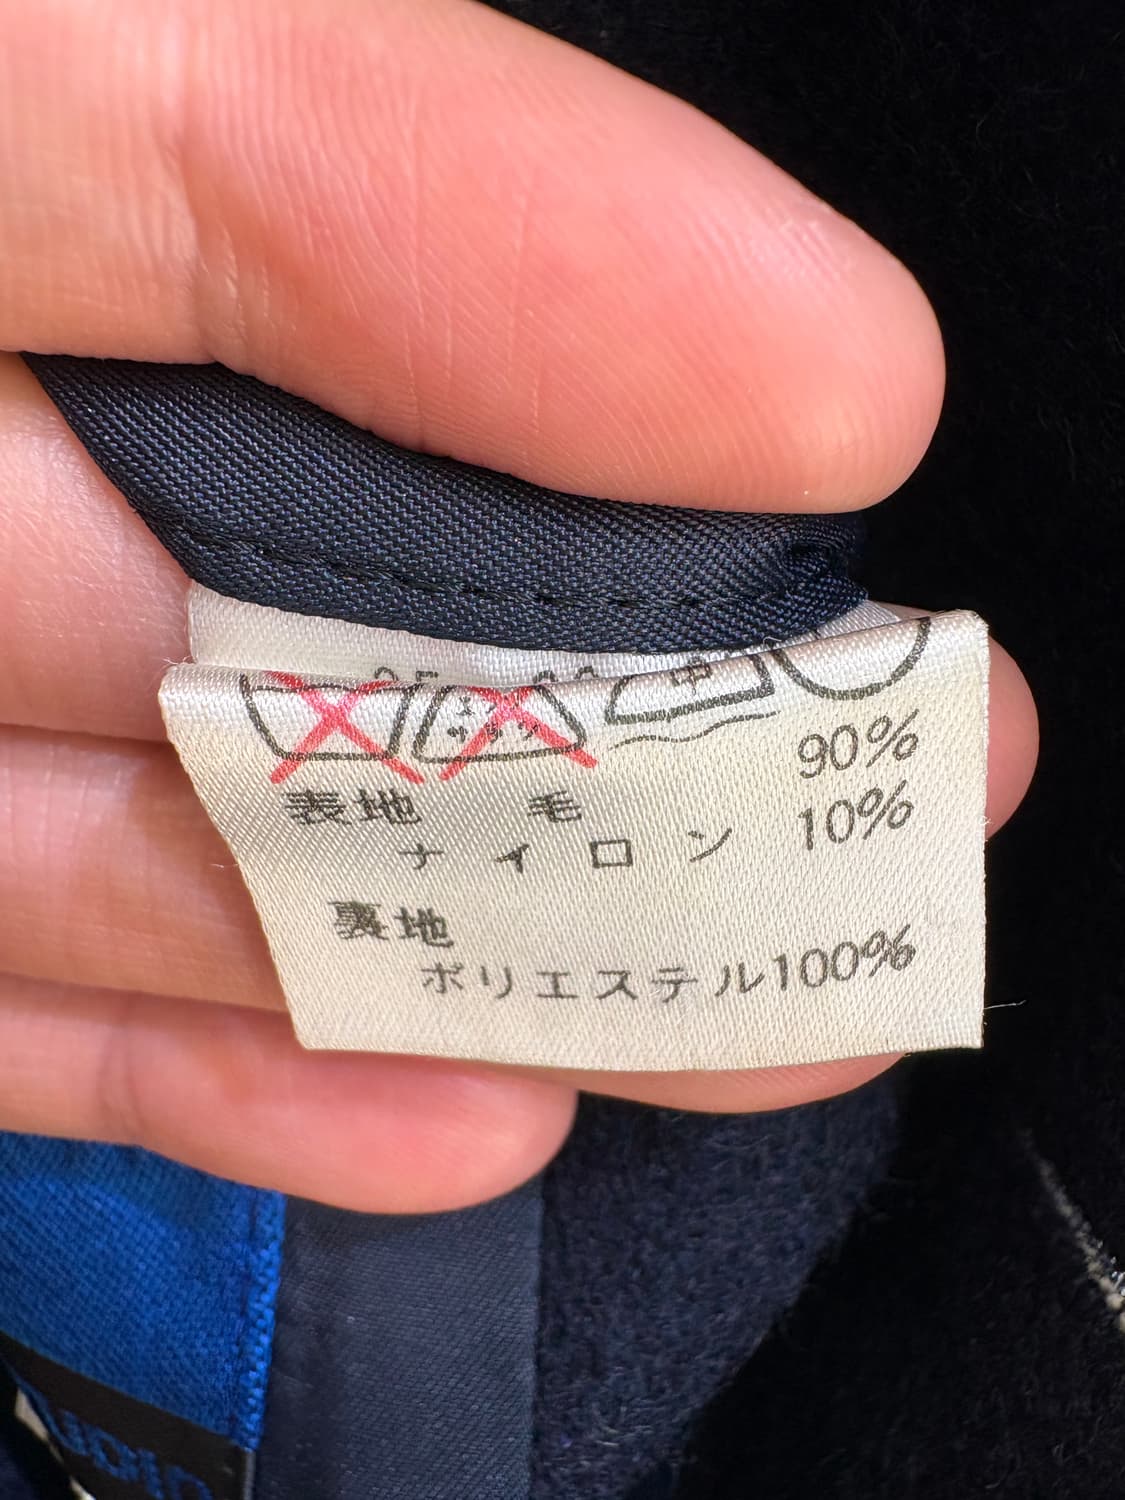 中
表地 毛 90%
ナイロン 10%
裏地
ポリエステル100%